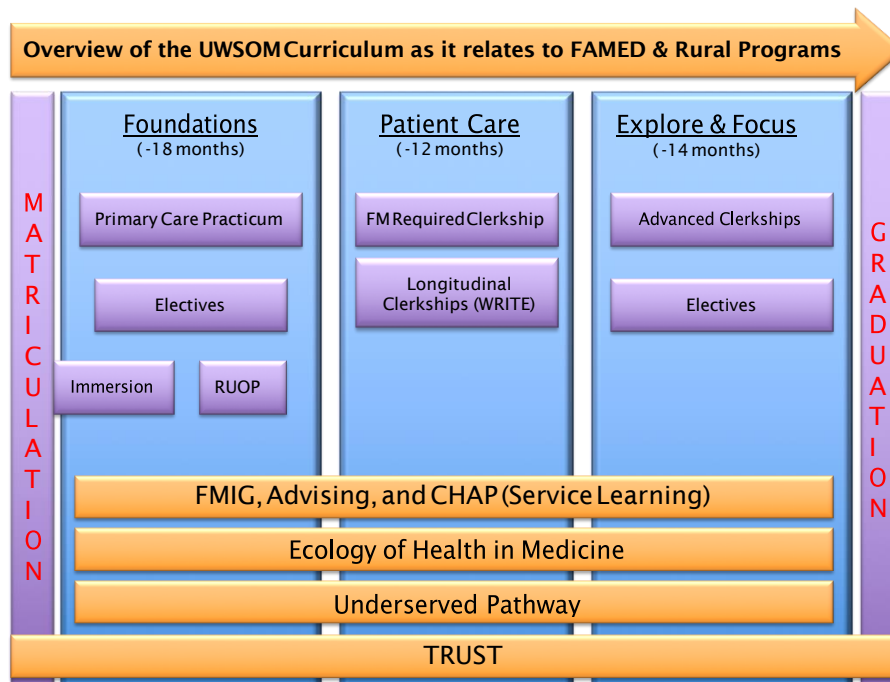 Overview of the UWSOM Curriculum as it relates to FAMED & Rural Programs
MATRICULATION
Foundations
(-18 months)
Primary Care Practicum
Electives
Immersion
RUOP
Patient Care
(-12 months)
FM Required Clerkship
Longitudinal
Clerkships (WRITE)
Explore & Focus
(-14 months)
Advanced Clerkships
Electives
GRADUATION
FMIG, Advising, and CHAP (Service Learning)
Ecology of Health in Medicine
Underserved Pathway
TRUST